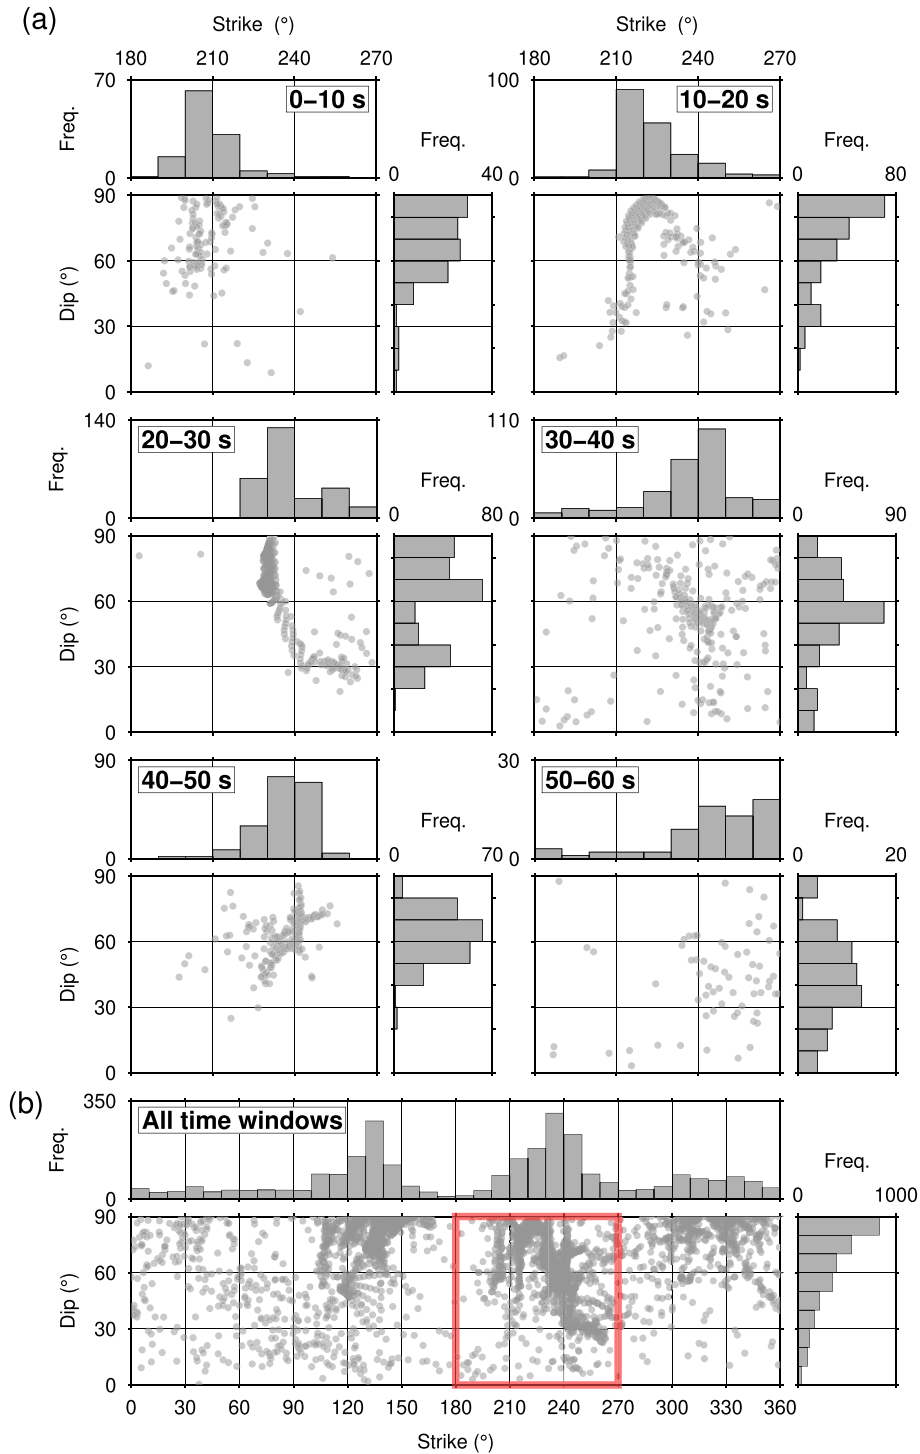 (a)
Strike (°)
Strike (°)
180 210 240 270
180 210 240 270
70
0
Freq.
0–10 s
Freq.
0 40
100
0
10–20 s
Freq.
0 80
90
60
30
0
Dip (°)
140
0
Freq.
20–30 s
Freq.
0 80
110
0
30–40 s
Freq.
0 90
90
60
30
0
Dip (°)
90
0
40–50 s
Freq.
0 70
30
0
50–60 s
Freq.
0 20
90
60
30
0
Dip (°)
(b)
350
0
Freq.
All time windows
Freq.
0 1000
90
60
30
0
Dip (°)
0 30 60 90 120 150 180 210 240 270 300 330 360
Strike (°)